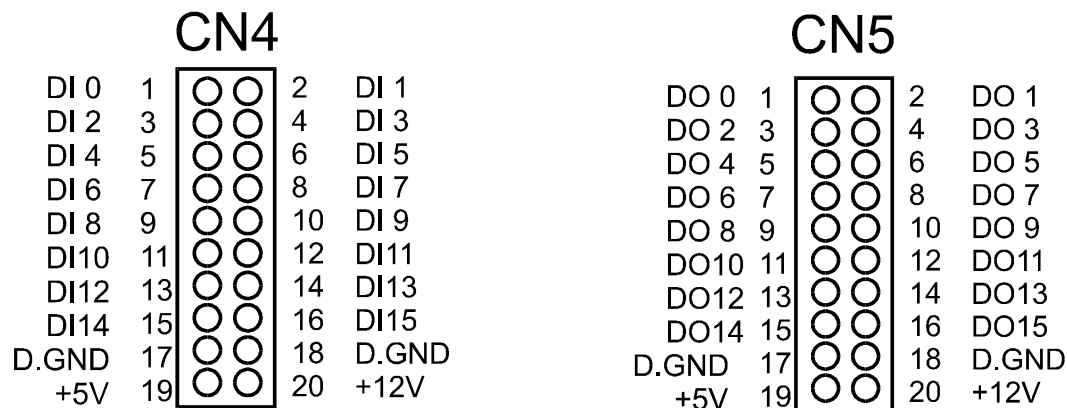 CN4
DI 0 1 2 DI 1
DI 2 3 4 DI 3
DI 4 5 6 DI 5
DI 6 7 8 DI 7
DI 8 9 10 DI 9
DI10 11 12 DI11
DI12 13 14 DI13
DI14 15 16 DI15
D.GND 17 18 D.GND
+5V 19 20 +12V
CN5
DO 0 1 2 DO 1
DO 2 3 4 DO 3
DO 4 5 6 DO 5
DO 6 7 8 DO 7
DO 8 9 10 DO 9
DO10 11 12 DO11
DO12 13 14 DO13
DO14 15 16 DO15
D.GND 17 18 D.GND
+5V 19 20 +12V